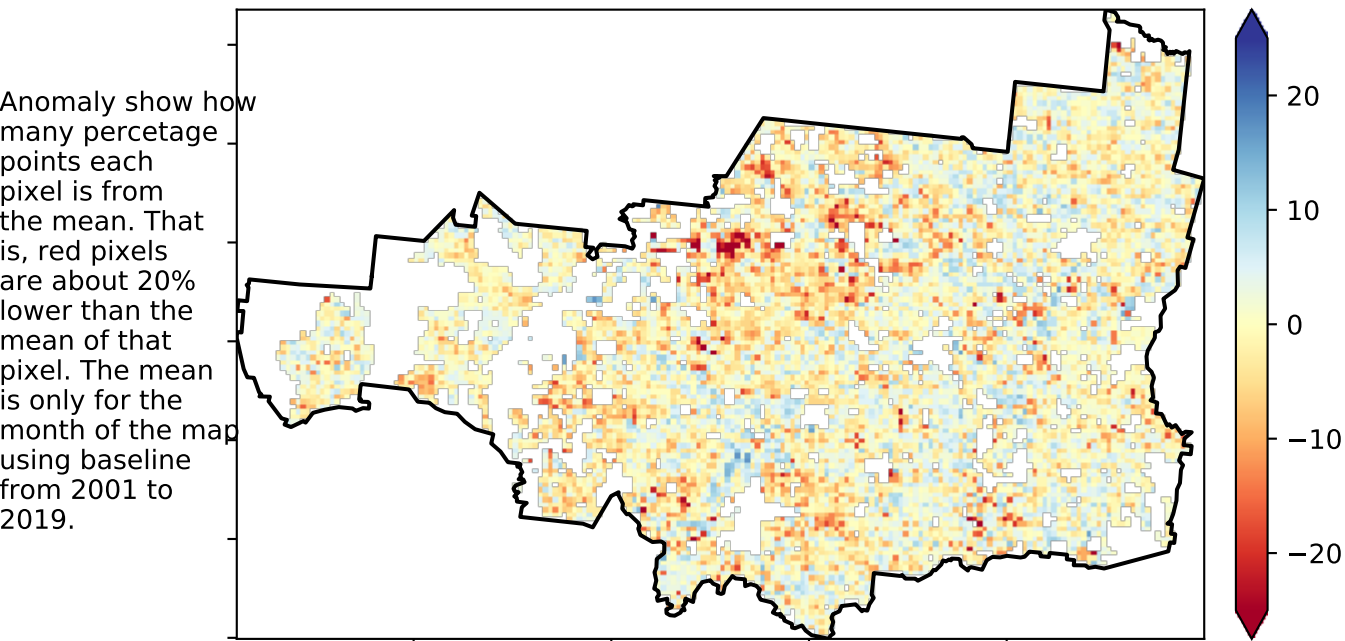 Anomaly show how
many percetage
points each
pixel is from
the mean. That
is, red pixels
are about 20%
lower than the
mean of that
pixel. The mean
is only for the
month of the map
using baseline
from 2001 to
2019.
20
10
0
−10
−20